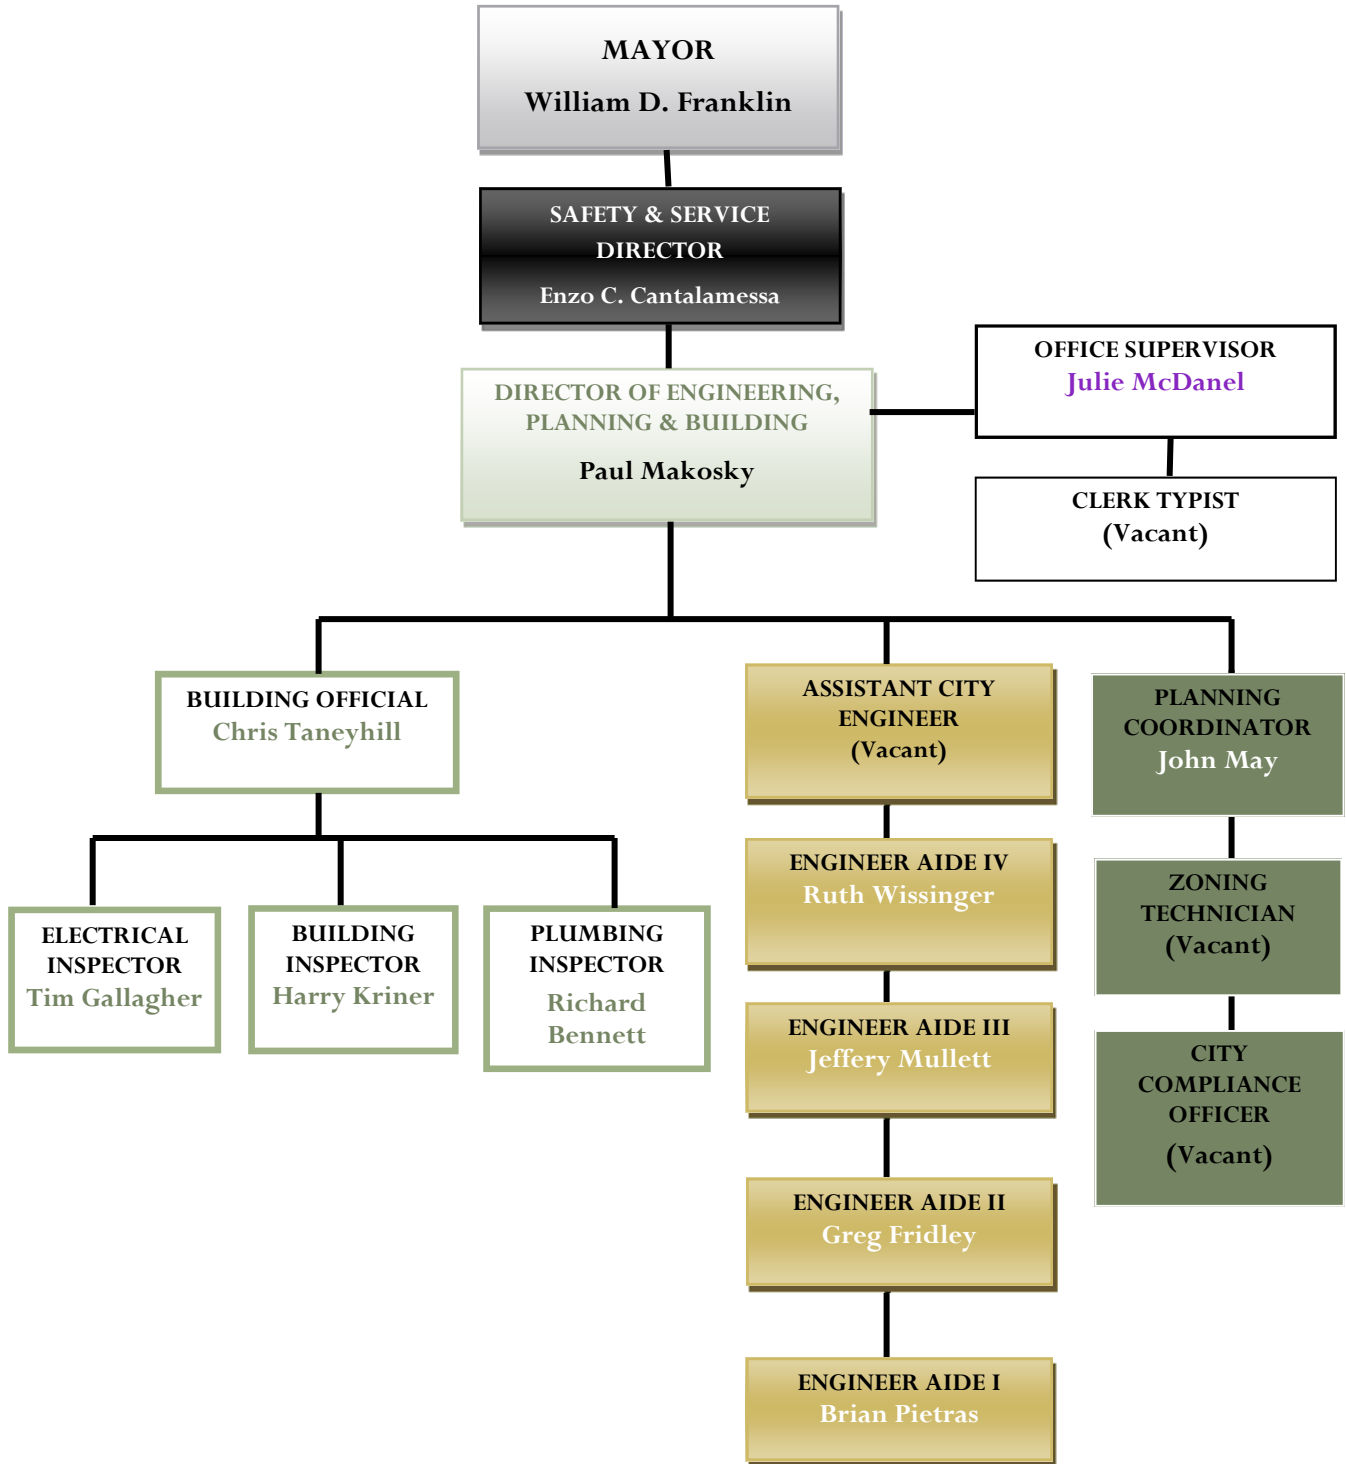 MAYOR
William D. Franklin
SAFETY & SERVICE
DIRECTOR
Enzo C. Cantalamessa
DIRECTOR OF ENGINEERING,
PLANNING & BUILDING
Paul Makosky
OFFICE SUPERVISOR
Julie McDanel
CLERK TYPIST
(Vacant)
BUILDING OFFICIAL
Chris Taneyhill
ELECTRICAL
INSPECTOR
Tim Gallagher
BUILDING
INSPECTOR
Harry Kriner
PLUMBING
INSPECTOR
Richard
Bennett
ASSISTANT CITY
ENGINEER
(Vacant)
ENGINEER AIDE IV
Ruth Wissinger
ENGINEER AIDE III
Jeffery Mullett
ENGINEER AIDE II
Greg Fridley
ENGINEER AIDE I
Brian Pietras
PLANNING
COORDINATOR
John May
ZONING
TECHNICIAN
(Vacant)
CITY
COMPLIANCE
OFFICER
(Vacant)